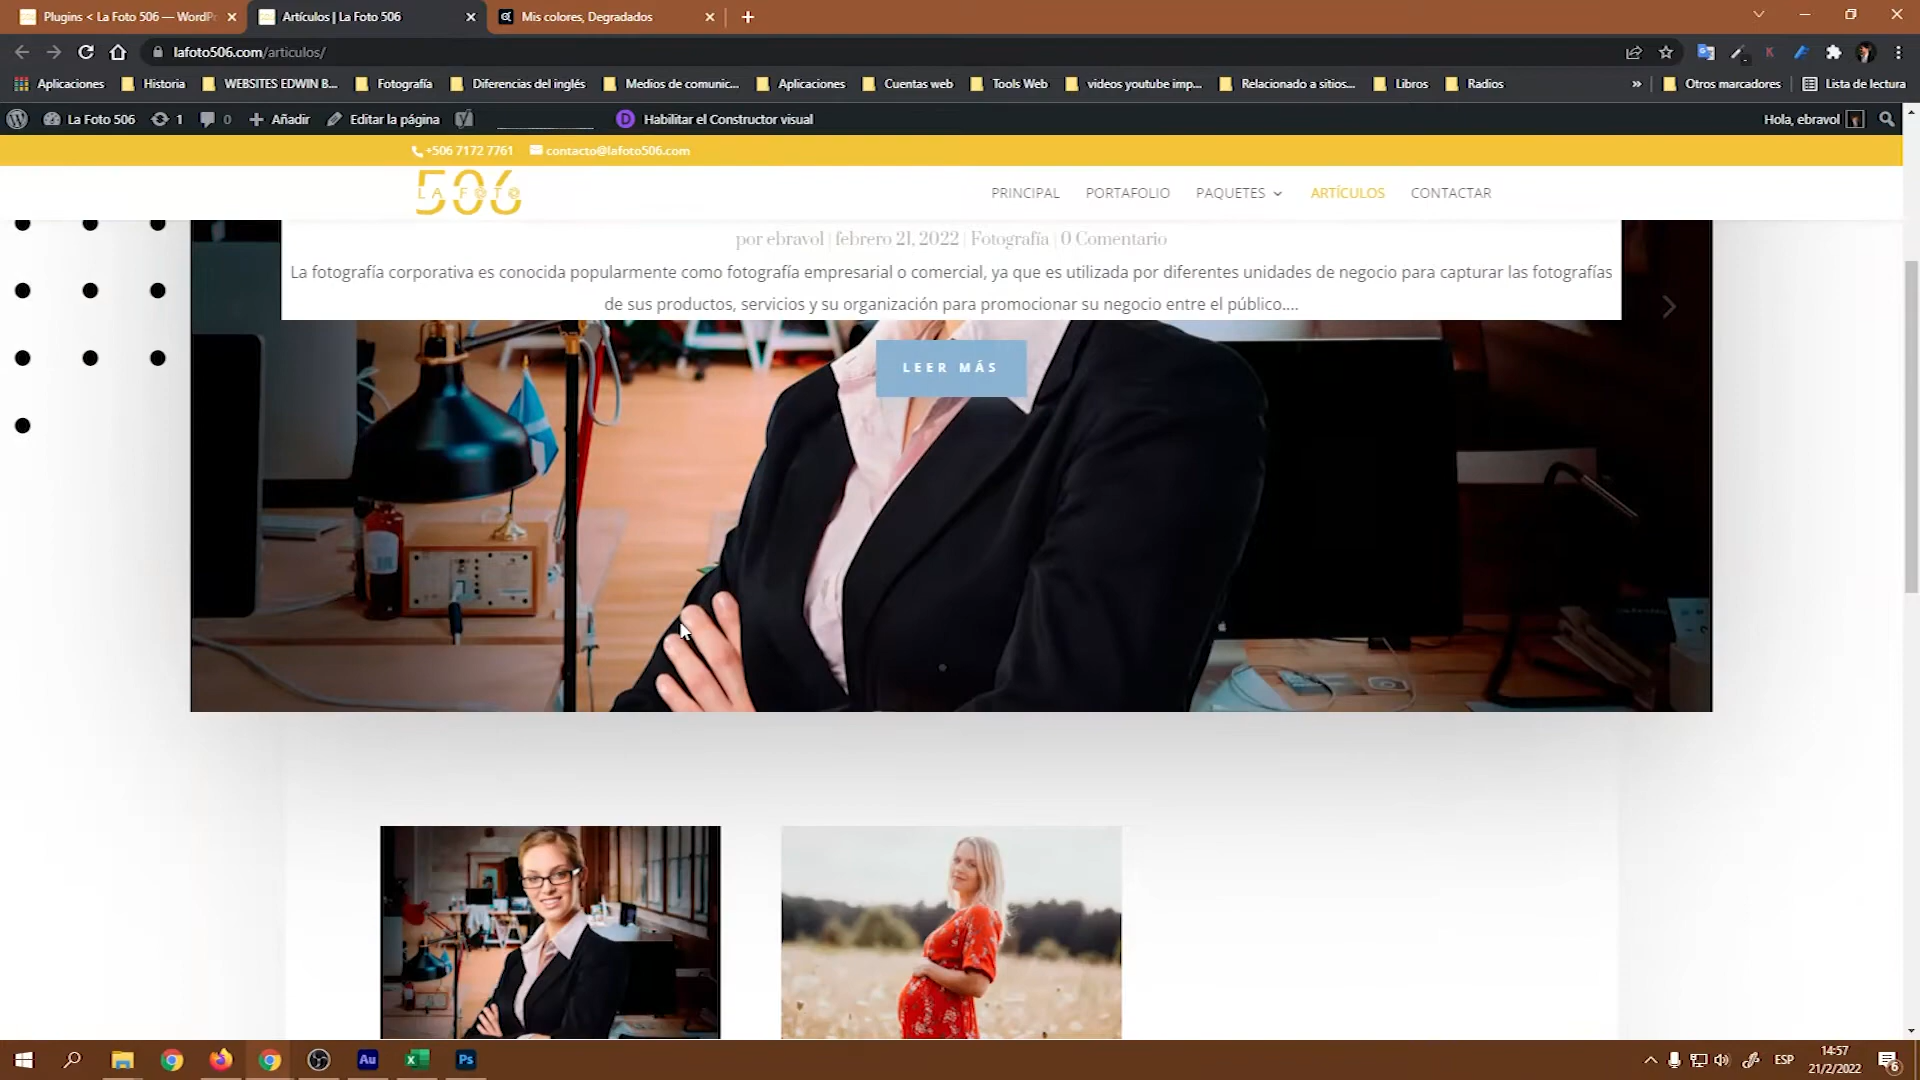 Plugins < La Foto 506 — WordP
Artículos | La Foto 506
Mis colores, Degradados
lafoto506.com/articulos/
Aplicaciones
Historia
WEBSITES EDWIN B...
Fotografía
Diferencias del inglés
Medios de comunic...
Aplicaciones
Cuentas web
Tools Web
videos youtube imp...
Relacionado a sitios...
Libros
Radios
»
Otros marcadores
Lista de lectura
La Foto 506
1
0
Añadir
Editar la página
D
Habilitar el Constructor visual
Hola, ebravol
+506 7172 7761
contacto@lafoto506.com
506
LA FOTO
PRINCIPAL
PORTAFOLIO
PAQUETES
ARTÍCULOS
CONTACTAR
por ebravol | febrero 21, 2022 | Fotografía | 0 Comentario
La fotografía corporativa es conocida popularmente como fotografía empresarial o comercial, ya que es utilizada por diferentes unidades de negocio para capturar las fotografías
de sus productos, servicios y su organización para promocionar su negocio entre el público....
LEER MÁS
Au
Ps
ESP
14:57
21/2/2022
6